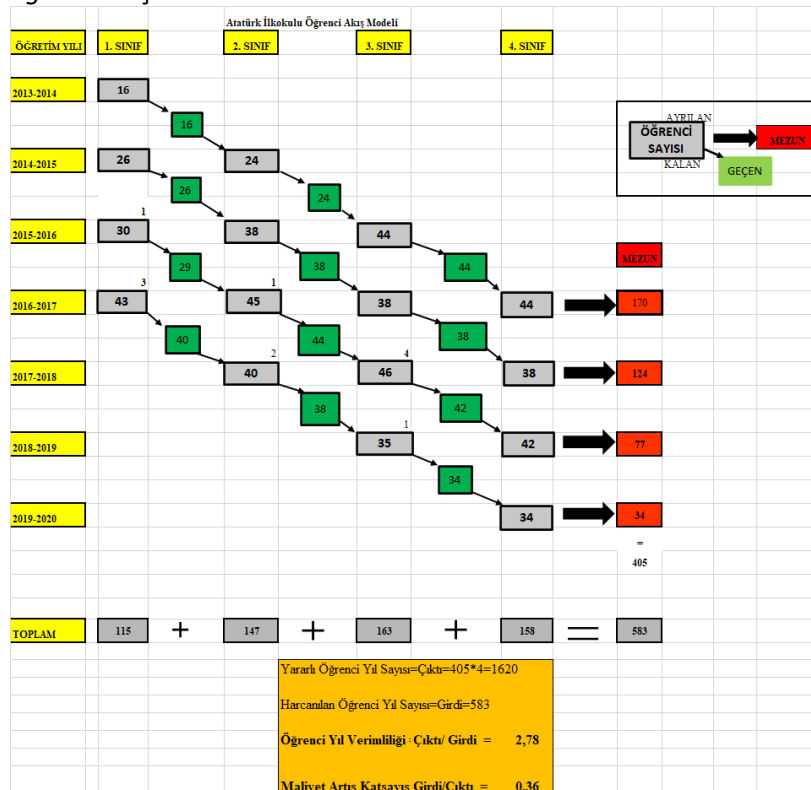 Atatürk İlkokulu Öğrenci Akış Modeli
ÖĞRETİM YILI 1. SINIF 2. SINIF 3. SINIF 4. SINIF
2013-2014 16
16
AYRILAN
ÖĞRENCİ
SAYISI
MEZUN
KALAN
GEÇEN
2014-2015 26 24
26 24
1
2015-2016 30 38 44
MEZUN
29 38 44
3 1
2016-2017 43 45 38 44 170
40 44 38
2 4
2017-2018 40 46 38 124
38 42
1
2018-2019 35 42 77
34
2019-2020 34 34
=
405
TOPLAM 115 + 147 + 163 + 158 = 583
Yararlı Öğrenci Yıl Sayısı=Çıktı=405*4=1620
Harcanılan Öğrenci Yıl Sayısı=Girdi=583
Öğrenci Yıl Verimliliği : Çıktı/ Girdi = 2,78
Maliyet Artış Katsayıs Girdi/Çıktı = 0,36